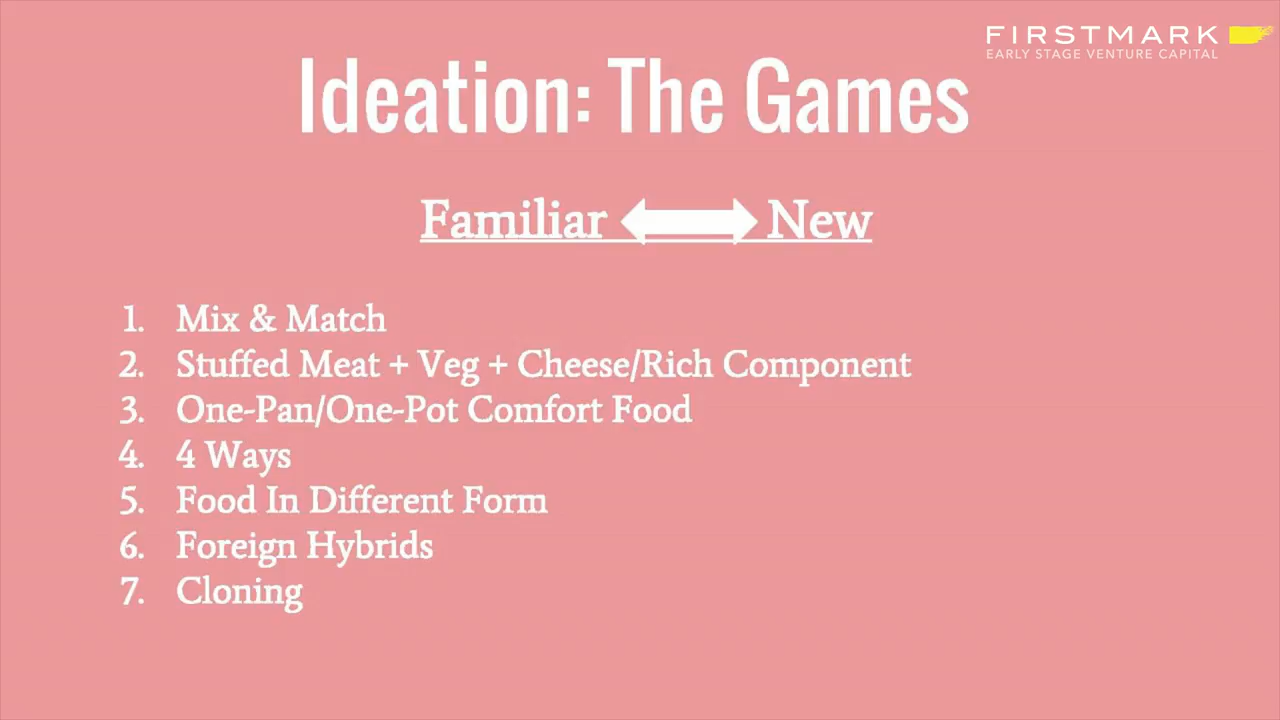 FIRSTMARK
EARLY STAGE VENTURE CAPITAL
Ideation: The Games
Familiar New
1. Mix & Match
2. Stuffed Meat + Veg + Cheese/Rich Component
3. One-Pan/One-Pot Comfort Food
4. 4 Ways
5. Food In Different Form
6. Foreign Hybrids
7. Cloning